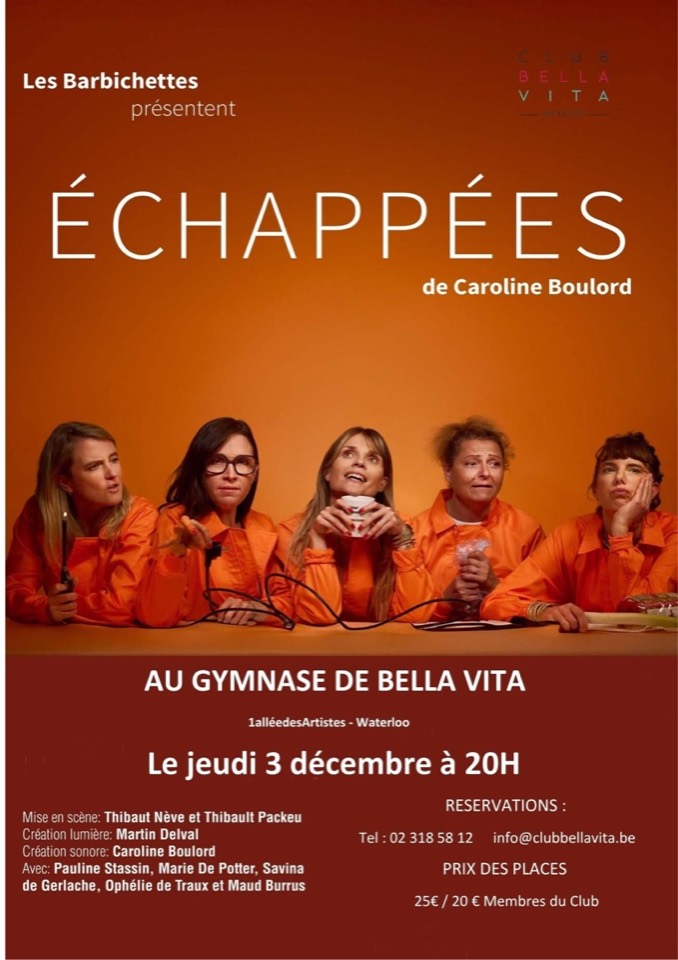 Les Barbichettes
présentent
CLUB
BELLA
VITA
ÉCHAPPÉES
de Caroline Boulord
AU GYMNASE DE BELLA VITA
1alléedesArtistes - Waterloo
Le jeudi 3 décembre à 20H
Mise en scène: Thibaut Nève et Thibault Packeu
Création lumière: Martin Delval
Création sonore: Caroline Boulord
Avec: Pauline Stassin, Marie De Potter, Savina
de Gerlache, Ophélie de Traux et Maud Burrus
RESERVATIONS :
Tel : 02 318 58 12 info@clubbellavita.be
PRIX DES PLACES
25€ / 20 € Membres du Club